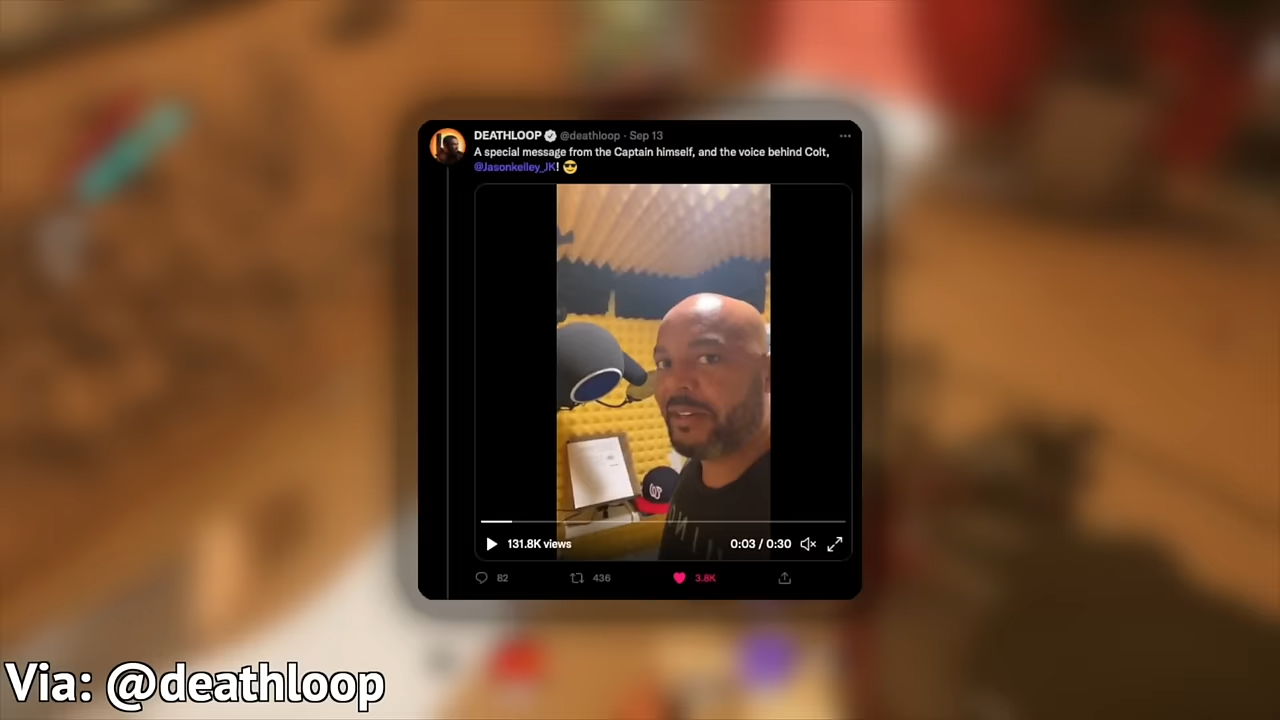 DEATHLOOP @deathloop · Sep 13
A special message from the Captain himself, and the voice behind Colt,
@Jasonkelley_JK! 😎
131.8K views
0:03 / 0:30
82
436
3.8K
Via: @deathloop